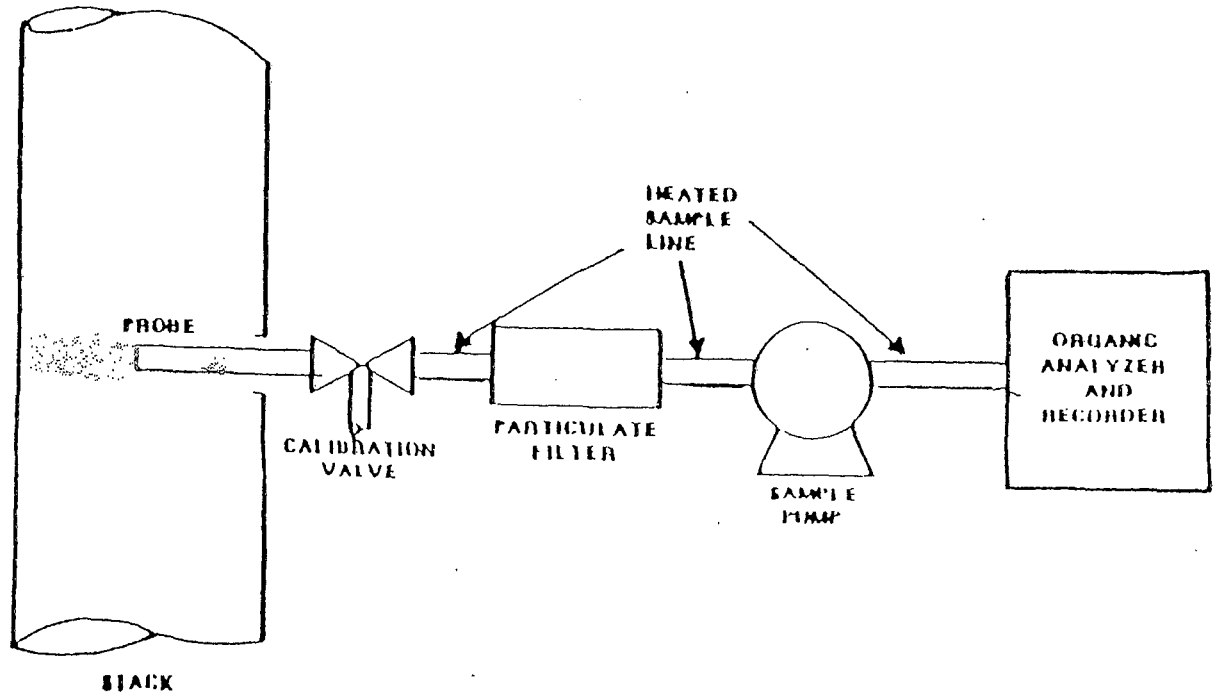 HEATED
SAMPLE
LINE
PROBE
ORGANIC
ANALYZER
AND
RECORDER
CALIBRATION
VALVE
PARTICULATE
FILTER
SAMPLE
PUMP
STACK